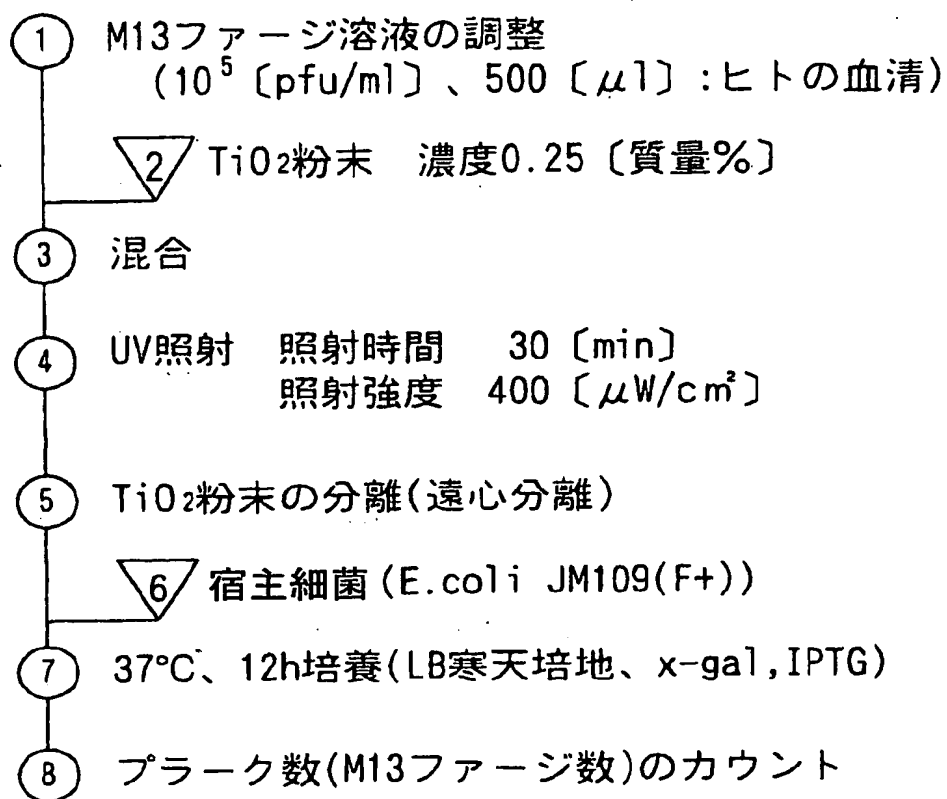 1 M13ファージ溶液の調整
(10⁵〔pfu/ml〕、500〔μl〕:ヒトの血清)
2 TiO₂粉末 濃度0.25〔質量%〕
3 混合
4 UV照射 照射時間 30〔min〕
照射強度 400〔μW/c㎡〕
5 TiO₂粉末の分離(遠心分離)
6 宿主細菌(E.coli JM109(F+))
7 37℃、12h培養(LB寒天培地、x-gal,IPTG)
8 プラーク数(M13ファージ数)のカウント